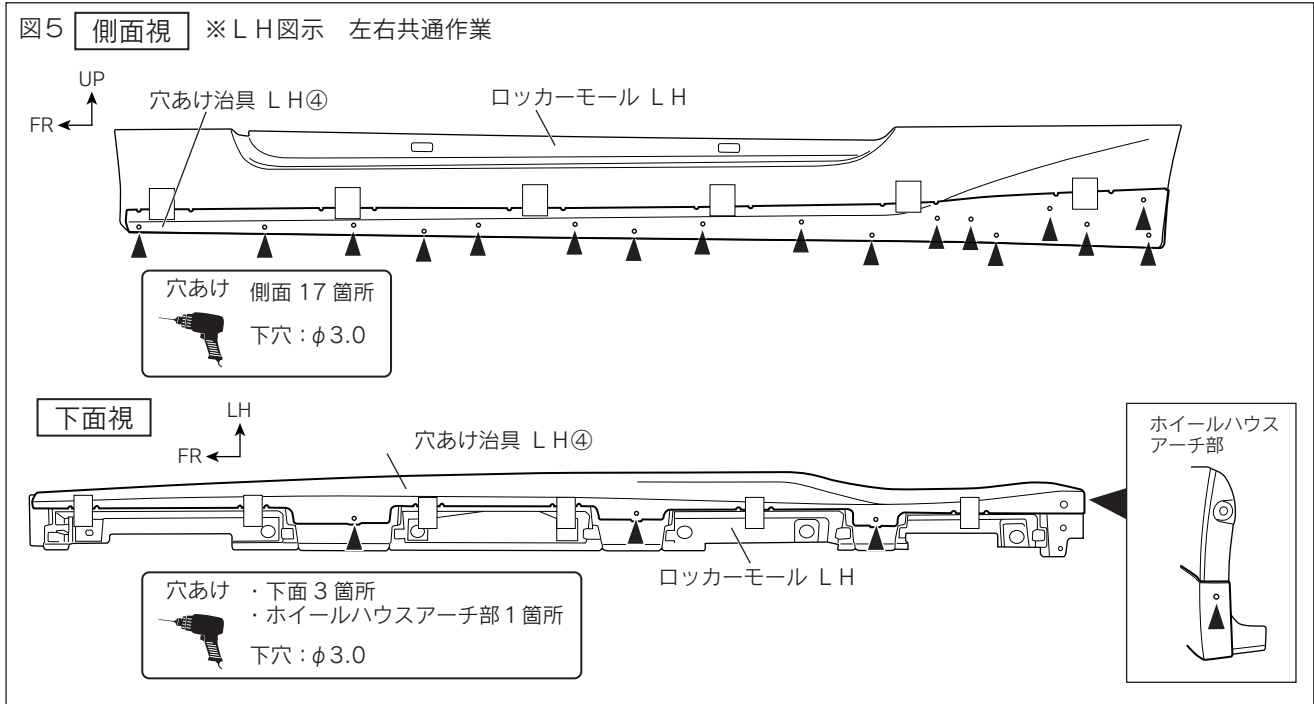 図5 側面視 ※ＬＨ図示　左右共通作業
UP
FR
穴あけ治具 ＬＨ④
ロッカーモール ＬＨ
穴あけ 側面 17 箇所
下穴：φ3.0
下面視
LH
FR
穴あけ治具 ＬＨ④
ホイールハウス
アーチ部
ロッカーモール ＬＨ
穴あけ ・下面 3 箇所
・ホイールハウスアーチ部 1 箇所
下穴：φ3.0